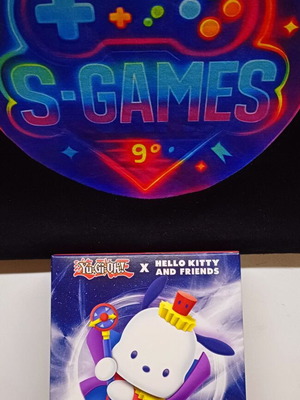 S-GAMES
9°
Yu-Gi-Oh! X HELLO KITTY
AND FRIENDS